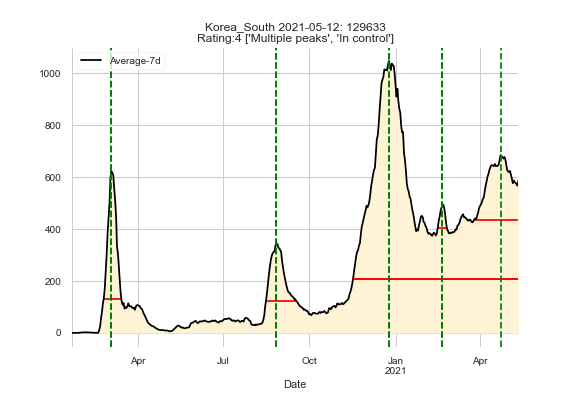 Korea_South 2021-05-12: 129633
Rating:4 ['Multiple peaks', 'In control']
Average-7d
1000
800
600
400
200
0
Apr
Jul
Oct
Jan
2021
Apr
Date